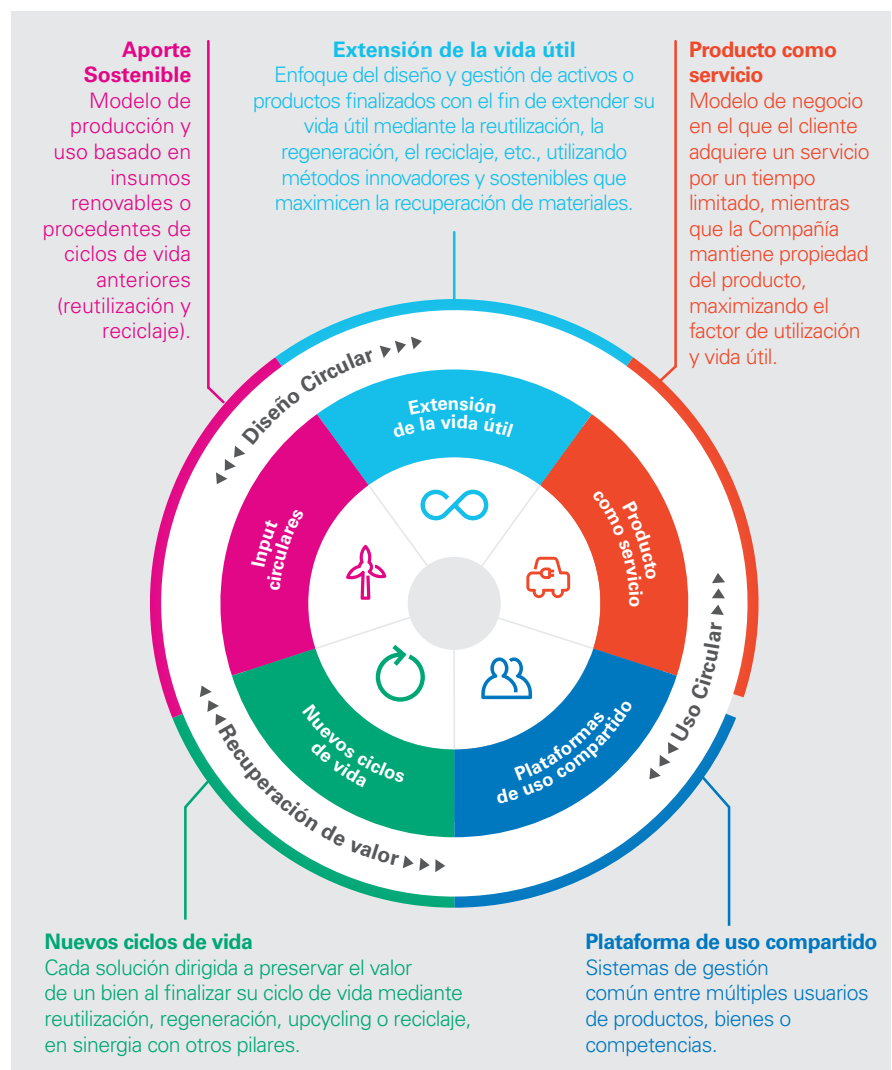 Aporte
Sostenible
Modelo de
producción y
uso basado en
insumos
renovables o
procedentes de
ciclos de vida
anteriores
(reutilización y
reciclaje).
Extensión de la vida útil
Enfoque del diseño y gestión de activos o
productos finalizados con el fin de extender su
vida útil mediante la reutilización, la
regeneración, el reciclaje, etc., utilizando
métodos innovadores y sostenibles que
maximicen la recuperación de materiales.
Producto como
servicio
Modelo de negocio
en el que el cliente
adquiere un servicio
por un tiempo
limitado, mientras
que la Compañía
mantiene propiedad
del producto,
maximizando el
factor de utilización
y vida útil.
Diseño Circular
Extensión
de la vida útil
Input
circulares
Producto
como servicio
Uso Circular
Nuevos ciclos
de vida
Plataformas
de uso compartido
Recuperación de valor
Nuevos ciclos de vida
Cada solución dirigida a preservar el valor
de un bien al finalizar su ciclo de vida mediante
reutilización, regeneración, upcycling o reciclaje,
en sinergia con otros pilares.
Plataforma de uso compartido
Sistemas de gestión
común entre múltiples usuarios
de productos, bienes o
competencias.